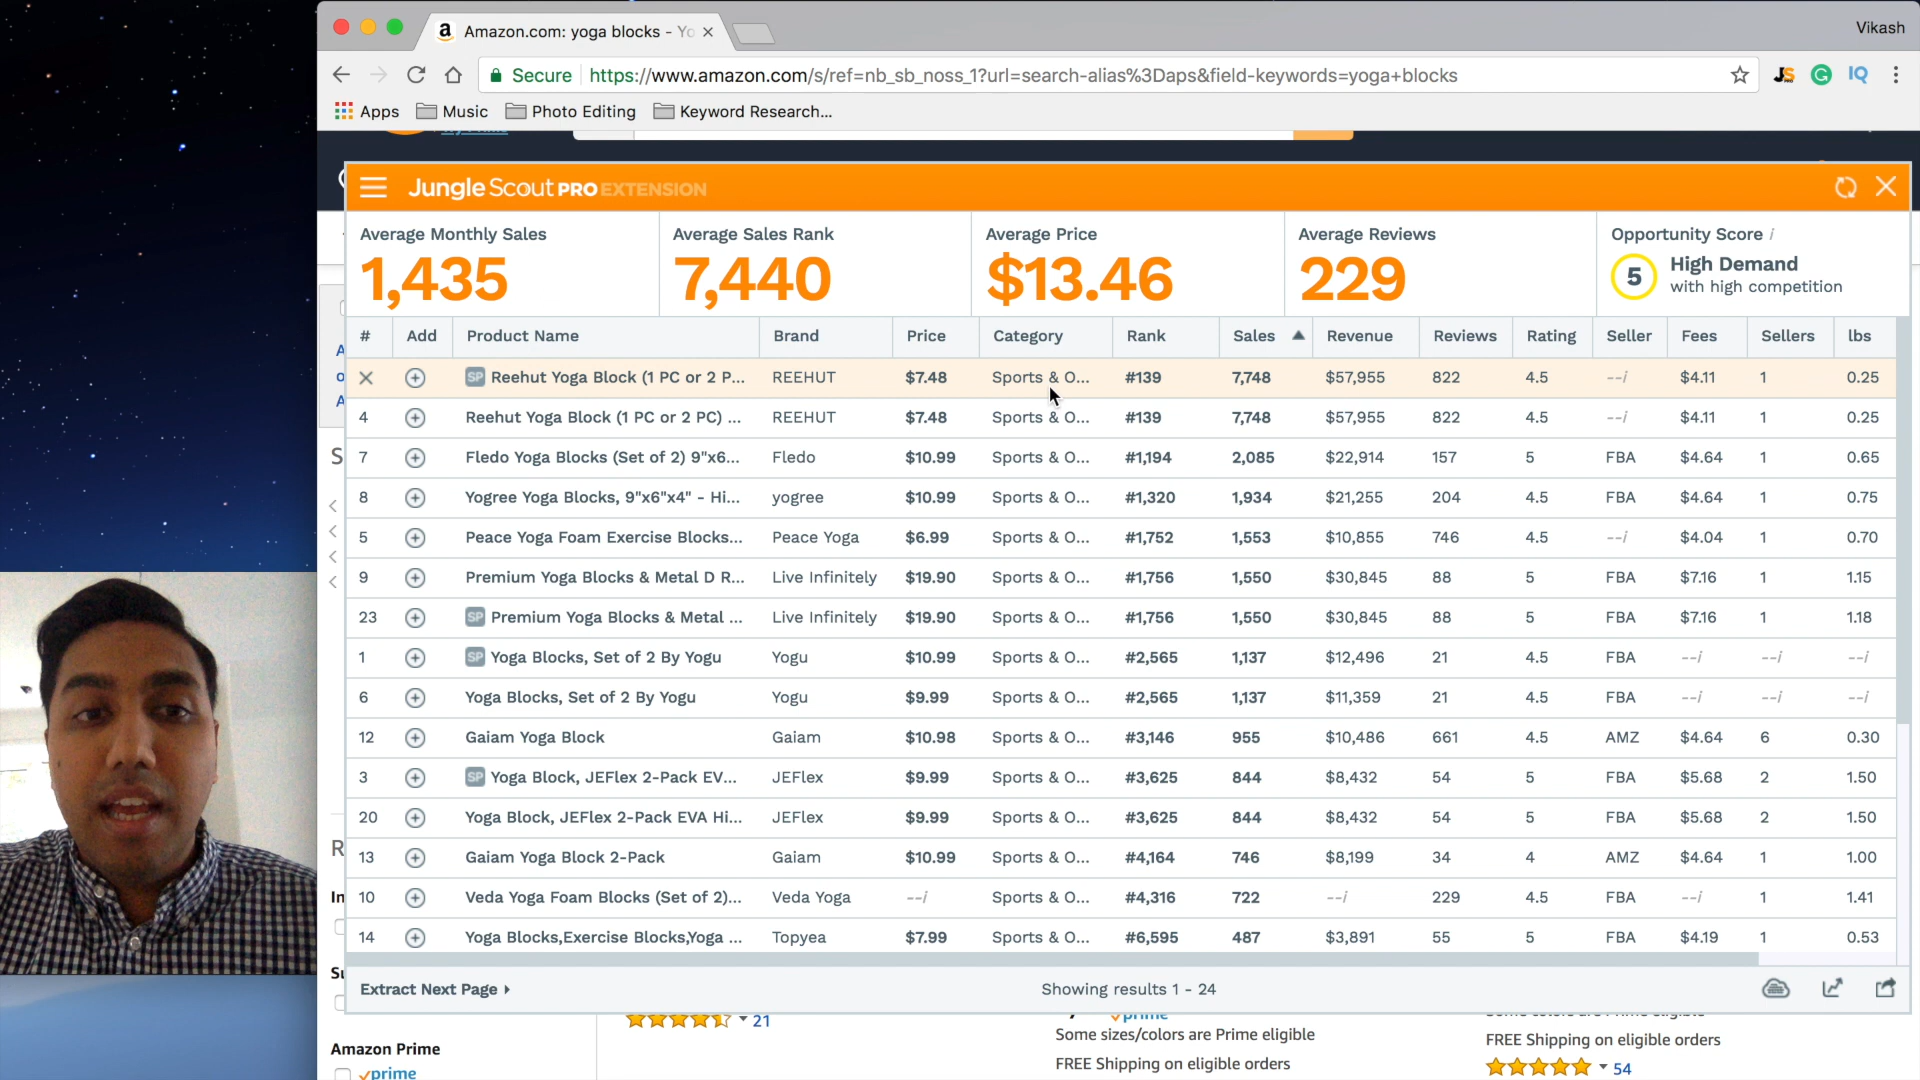 Amazon.com: yoga blocks - Yo
Vikash
Secure https://www.amazon.com/s/ref=nb_sb_noss_1?url=search-alias%3Daps&field-keywords=yoga+blocks
Apps Music Photo Editing Keyword Research...
Jungle Scout PRO EXTENSION
Average Monthly Sales Average Sales Rank Average Price Average Reviews Opportunity Score i
1,435 7,440 $13.46 229 5 High Demand
with high competition
# Add Product Name Brand Price Category Rank Sales Revenue Reviews Rating Seller Fees Sellers lbs
SP Reehut Yoga Block (1 PC or 2 P... REEHUT $7.48 Sports & O... #139 7,748 $57,955 822 4.5 --i $4.11 1 0.25
4 Reehut Yoga Block (1 PC or 2 PC) ... REEHUT $7.48 Sports & O... #139 7,748 $57,955 822 4.5 --i $4.11 1 0.25
7 Fledo Yoga Blocks (Set of 2) 9"x6... Fledo $10.99 Sports & O... #1,194 2,085 $22,914 157 5 FBA $4.64 1 0.65
8 Yogree Yoga Blocks, 9"x6"x4" - Hi... yogree $10.99 Sports & O... #1,320 1,934 $21,255 204 4.5 FBA $4.64 1 0.75
5 Peace Yoga Foam Exercise Blocks... Peace Yoga $6.99 Sports & O... #1,752 1,553 $10,855 746 4.5 --i $4.04 1 0.70
9 Premium Yoga Blocks & Metal D R... Live Infinitely $19.90 Sports & O... #1,756 1,550 $30,845 88 5 FBA $7.16 1 1.15
23 SP Premium Yoga Blocks & Metal ... Live Infinitely $19.90 Sports & O... #1,756 1,550 $30,845 88 5 FBA $7.16 1 1.18
1 SP Yoga Blocks, Set of 2 By Yogu Yogu $10.99 Sports & O... #2,565 1,137 $12,496 21 4.5 FBA --i --i --i
6 Yoga Blocks, Set of 2 By Yogu Yogu $9.99 Sports & O... #2,565 1,137 $11,359 21 4.5 FBA --i --i --i
12 Gaiam Yoga Block Gaiam $10.98 Sports & O... #3,146 955 $10,486 661 4.5 AMZ $4.64 6 0.30
3 SP Yoga Block, JEFlex 2-Pack EV... JEFlex $9.99 Sports & O... #3,625 844 $8,432 54 5 FBA $5.68 2 1.50
20 Yoga Block, JEFlex 2-Pack EVA Hi... JEFlex $9.99 Sports & O... #3,625 844 $8,432 54 5 FBA $5.68 2 1.50
13 Gaiam Yoga Block 2-Pack Gaiam $10.99 Sports & O... #4,164 746 $8,199 34 4 AMZ $4.64 1 1.00
10 Veda Yoga Foam Blocks (Set of 2)... Veda Yoga --i Sports & O... #4,316 722 --i 229 4.5 FBA --i 1 1.41
14 Yoga Blocks,Exercise Blocks,Yoga ... Topyea $7.99 Sports & O... #6,595 487 $3,891 55 5 FBA $4.19 1 0.53
Extract Next Page Showing results 1 - 24
21
prime
Some sizes/colors are Prime eligible
FREE Shipping on eligible orders
FREE Shipping on eligible orders
54
Amazon Prime
prime